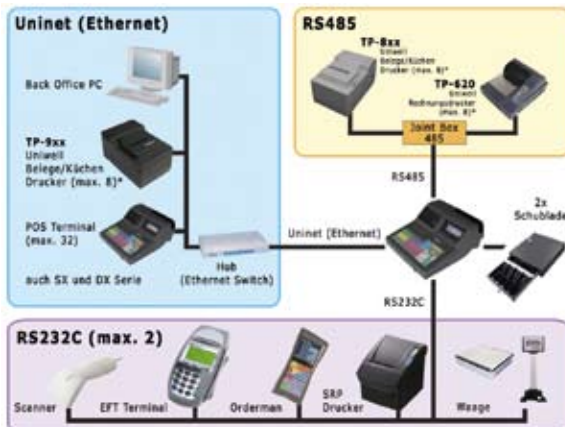 Uninet (Ethernet)
Back Office PC
TP-9xx
Uniwell
Belege/Küchen
Drucker (max. 8)*
POS Terminal
(max. 32)
auch SX und DX Serie
Hub
(Ethernet Switch)
Uninet (Ethernet)
RS485
TP-8xx
Uniwell
Belege/Küchen
Drucker (max. 8)*
TP-620
Uniwell
Rechnungsdrucker
(max. 8)*
Joint Box
485
RS485
2x
Schublade
RS232C
RS232C (max. 2)
Scanner
EFT Terminal
Orderman
SRP
Drucker
Waage